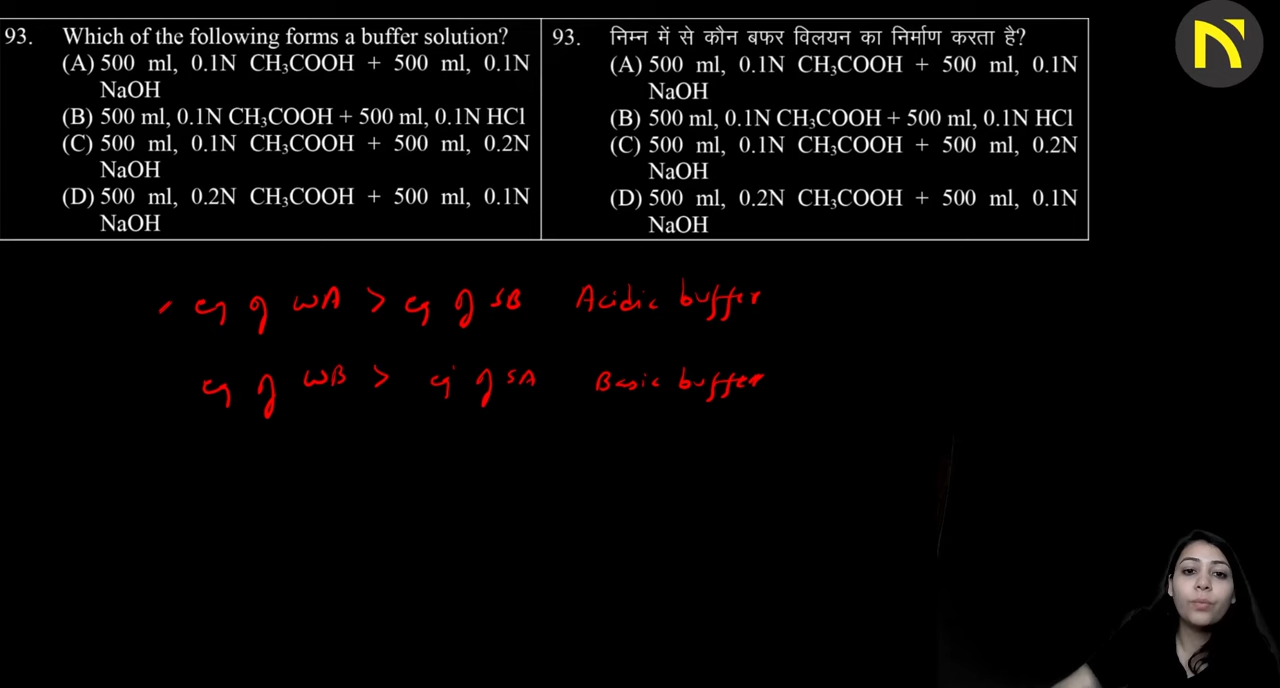 93. Which of the following forms a buffer solution?
(A) 500 ml, 0.1N CH₃COOH + 500 ml, 0.1N
NaOH
(B) 500 ml, 0.1N CH₃COOH + 500 ml, 0.1N HCl
(C) 500 ml, 0.1N CH₃COOH + 500 ml, 0.2N
NaOH
(D) 500 ml, 0.2N CH₃COOH + 500 ml, 0.1N
NaOH
93. निम्न में से कौन बफर विलयन का निर्माण करता है?
(A) 500 ml, 0.1N CH₃COOH + 500 ml, 0.1N
NaOH
(B) 500 ml, 0.1N CH₃COOH + 500 ml, 0.1N HCl
(C) 500 ml, 0.1N CH₃COOH + 500 ml, 0.2N
NaOH
(D) 500 ml, 0.2N CH₃COOH + 500 ml, 0.1N
NaOH
eq of WA > eq of SB Acidic buffer
eq of WB > eq of SA Basic buffer